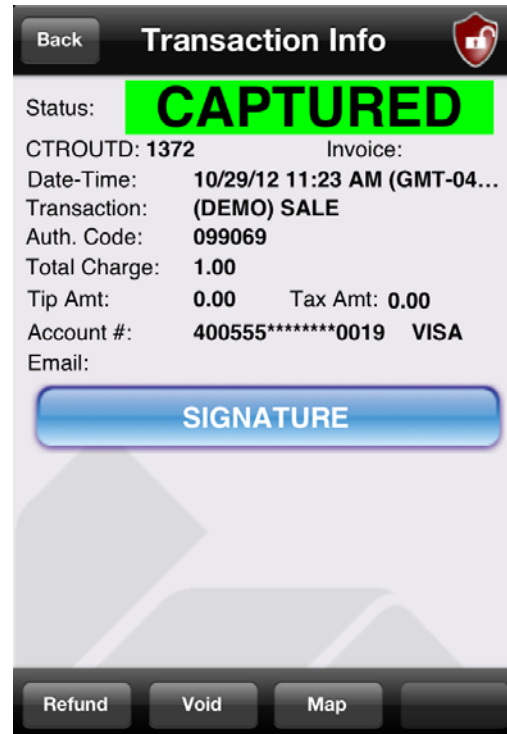 Back Transaction Info
Status: CAPTURED
CTROUTD: 1372 Invoice:
Date-Time: 10/29/12 11:23 AM (GMT-04...
Transaction: (DEMO) SALE
Auth. Code: 099069
Total Charge: 1.00
Tip Amt: 0.00 Tax Amt: 0.00
Account #: 400555********0019 VISA
Email:
SIGNATURE
Refund Void Map